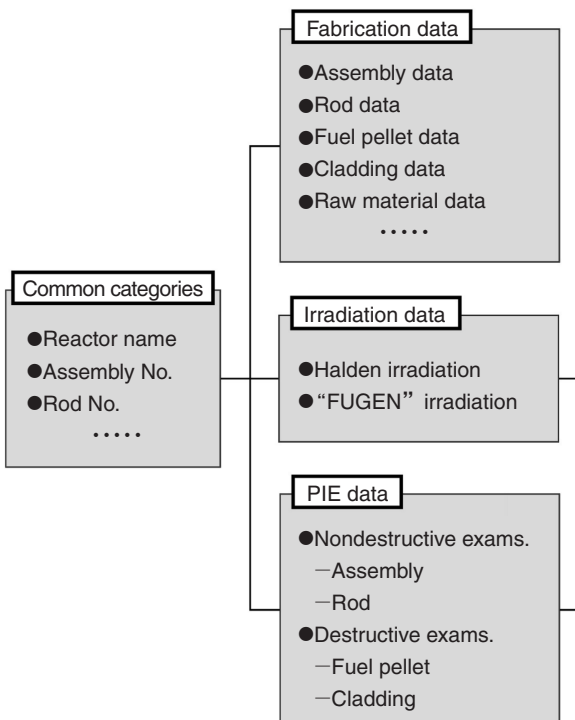 Fabrication data
●Assembly data
●Rod data
●Fuel pellet data
●Cladding data
●Raw material data
·····
Common categories
●Reactor name
●Assembly No.
●Rod No.
·····
Irradiation data
●Halden irradiation
●“FUGEN” irradiation
PIE data
●Nondestructive exams.
—Assembly
—Rod
●Destructive exams.
—Fuel pellet
—Cladding